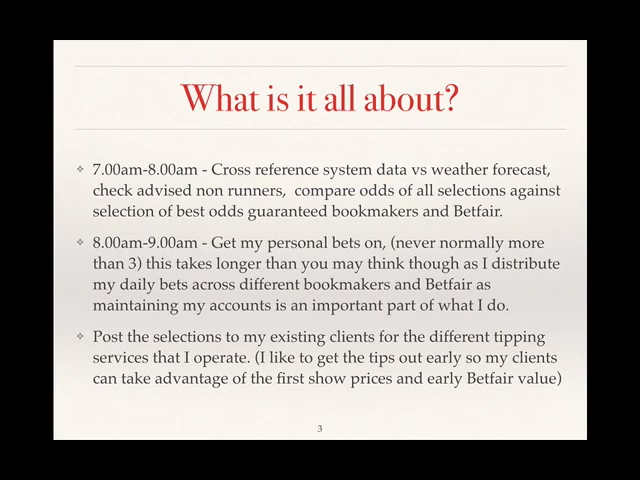 What is it all about?
❖ 7.00am-8.00am - Cross reference system data vs weather forecast,
check advised non runners,  compare odds of all selections against
selection of best odds guaranteed bookmakers and Betfair.
❖ 8.00am-9.00am - Get my personal bets on, (never normally more
than 3) this takes longer than you may think though as I distribute
my daily bets across different bookmakers and Betfair as
maintaining my accounts is an important part of what I do.
❖ Post the selections to my existing clients for the different tipping
services that I operate. (I like to get the tips out early so my clients
can take advantage of the first show prices and early Betfair value)
3